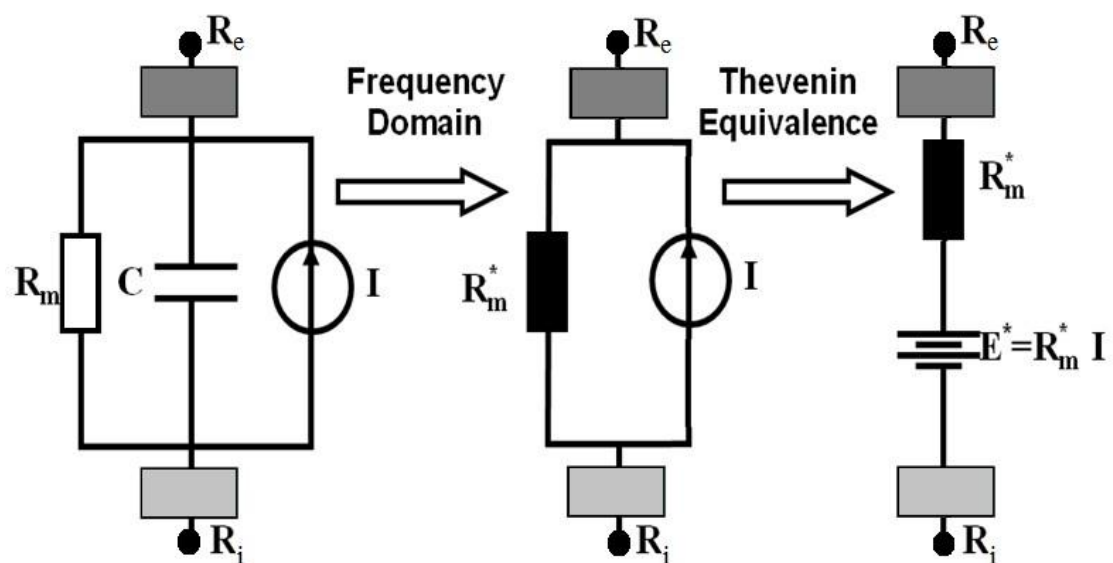 Rₑ
Frequency
Domain
Rₘ
C
I
Rᵢ
Rₑ
Thevenin
Equivalence
R*ₘ
I
Rᵢ
Rₑ
R*ₘ
E*=R*ₘ I
Rᵢ